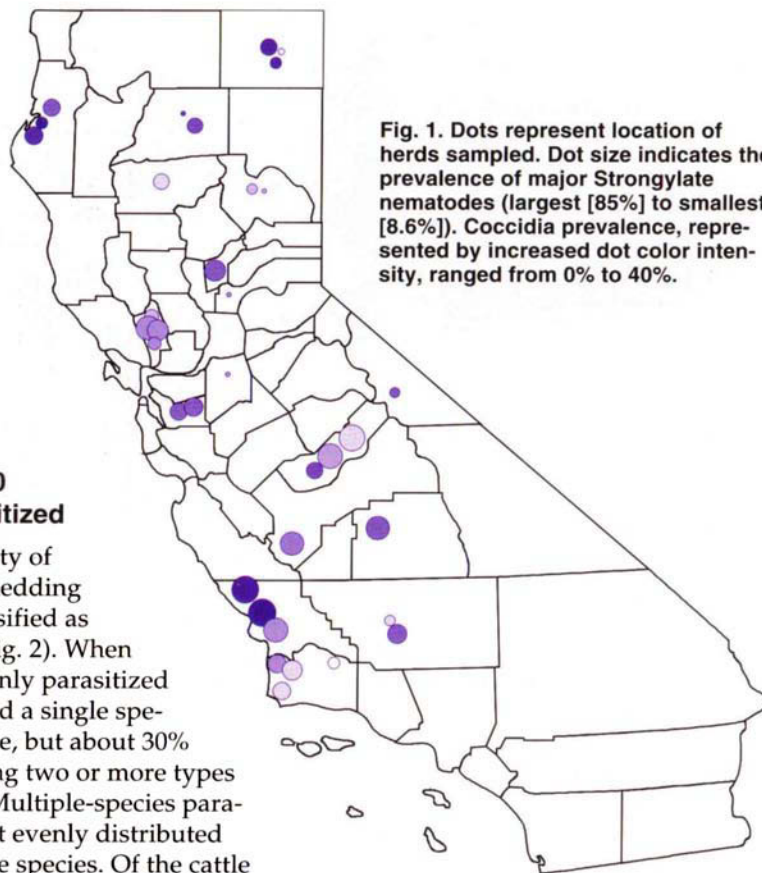 Fig. 1. Dots represent location of
herds sampled. Dot size indicates the
prevalence of major Strongylate
nematodes (largest [85%] to smallest
[8.6%]). Coccidia prevalence, repre-
sented by increased dot color inten-
sity, ranged from 0% to 40%.
ty of
sified as
g. 2). When
nly parasitized
d a single spe-
e, but about 30%
ng two or more types
Multiple-species para-
t evenly distributed
e species. Of the cattle